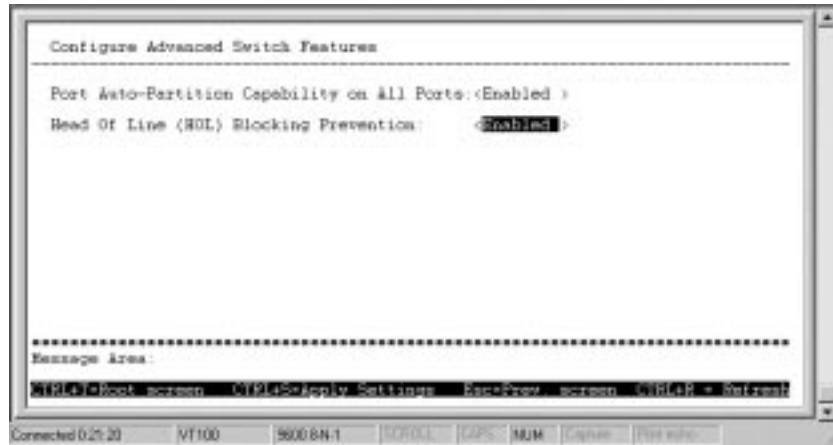 Configure Advanced Switch Features
Port Auto-Partition Capability on All Ports:<Enabled >
Head Of Line (HOL) Blocking Prevention: <Enabled >
Message Area:
CTRL+T=Root screen CTRL+S=Apply Settings Esc=Prev. screen CTRL+R = Refresh
Connected 0:21:20 VT100 9600 8-N-1 SCROLL CAPS NUM Capture Print echo